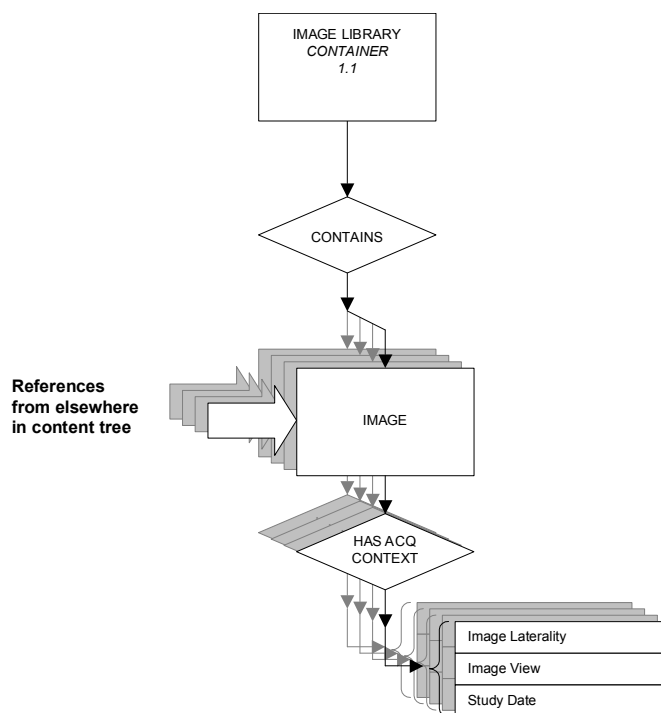 IMAGE LIBRARY
CONTAINER
1.1
CONTAINS
References
from elsewhere
in content tree
IMAGE
HAS ACQ
CONTEXT
Image Laterality
Image View
Study Date